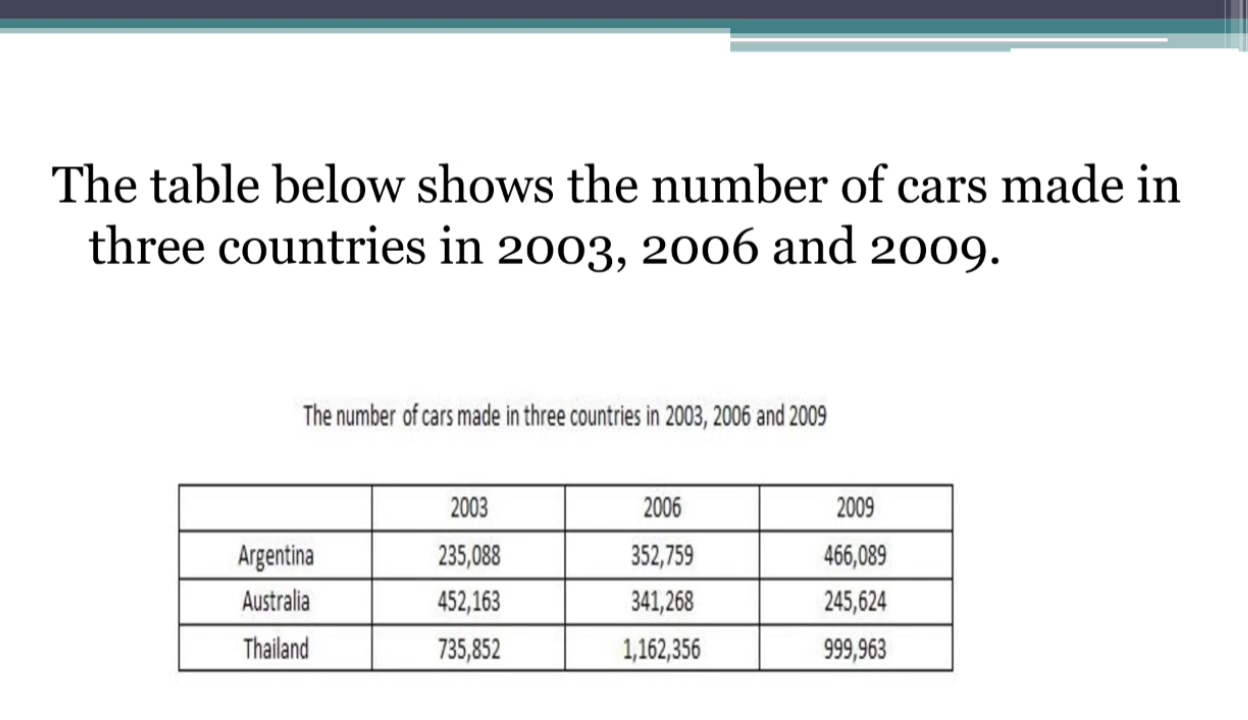 The table below shows the number of cars made in
three countries in 2003, 2006 and 2009.
The number of cars made in three countries in 2003, 2006 and 2009
2003 2006 2009
Argentina 235,088 352,759 466,089
Australia 452,163 341,268 245,624
Thailand 735,852 1,162,356 999,963